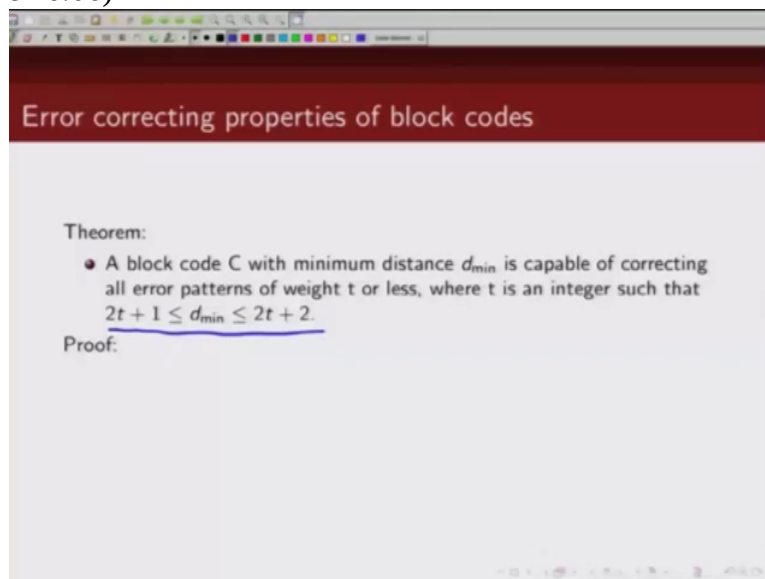 Error correcting properties of block codes
Theorem:
• A block code C with minimum distance d_min is capable of correcting
all error patterns of weight t or less, where t is an integer such that
2t + 1 ≤ d_min ≤ 2t + 2.
Proof: